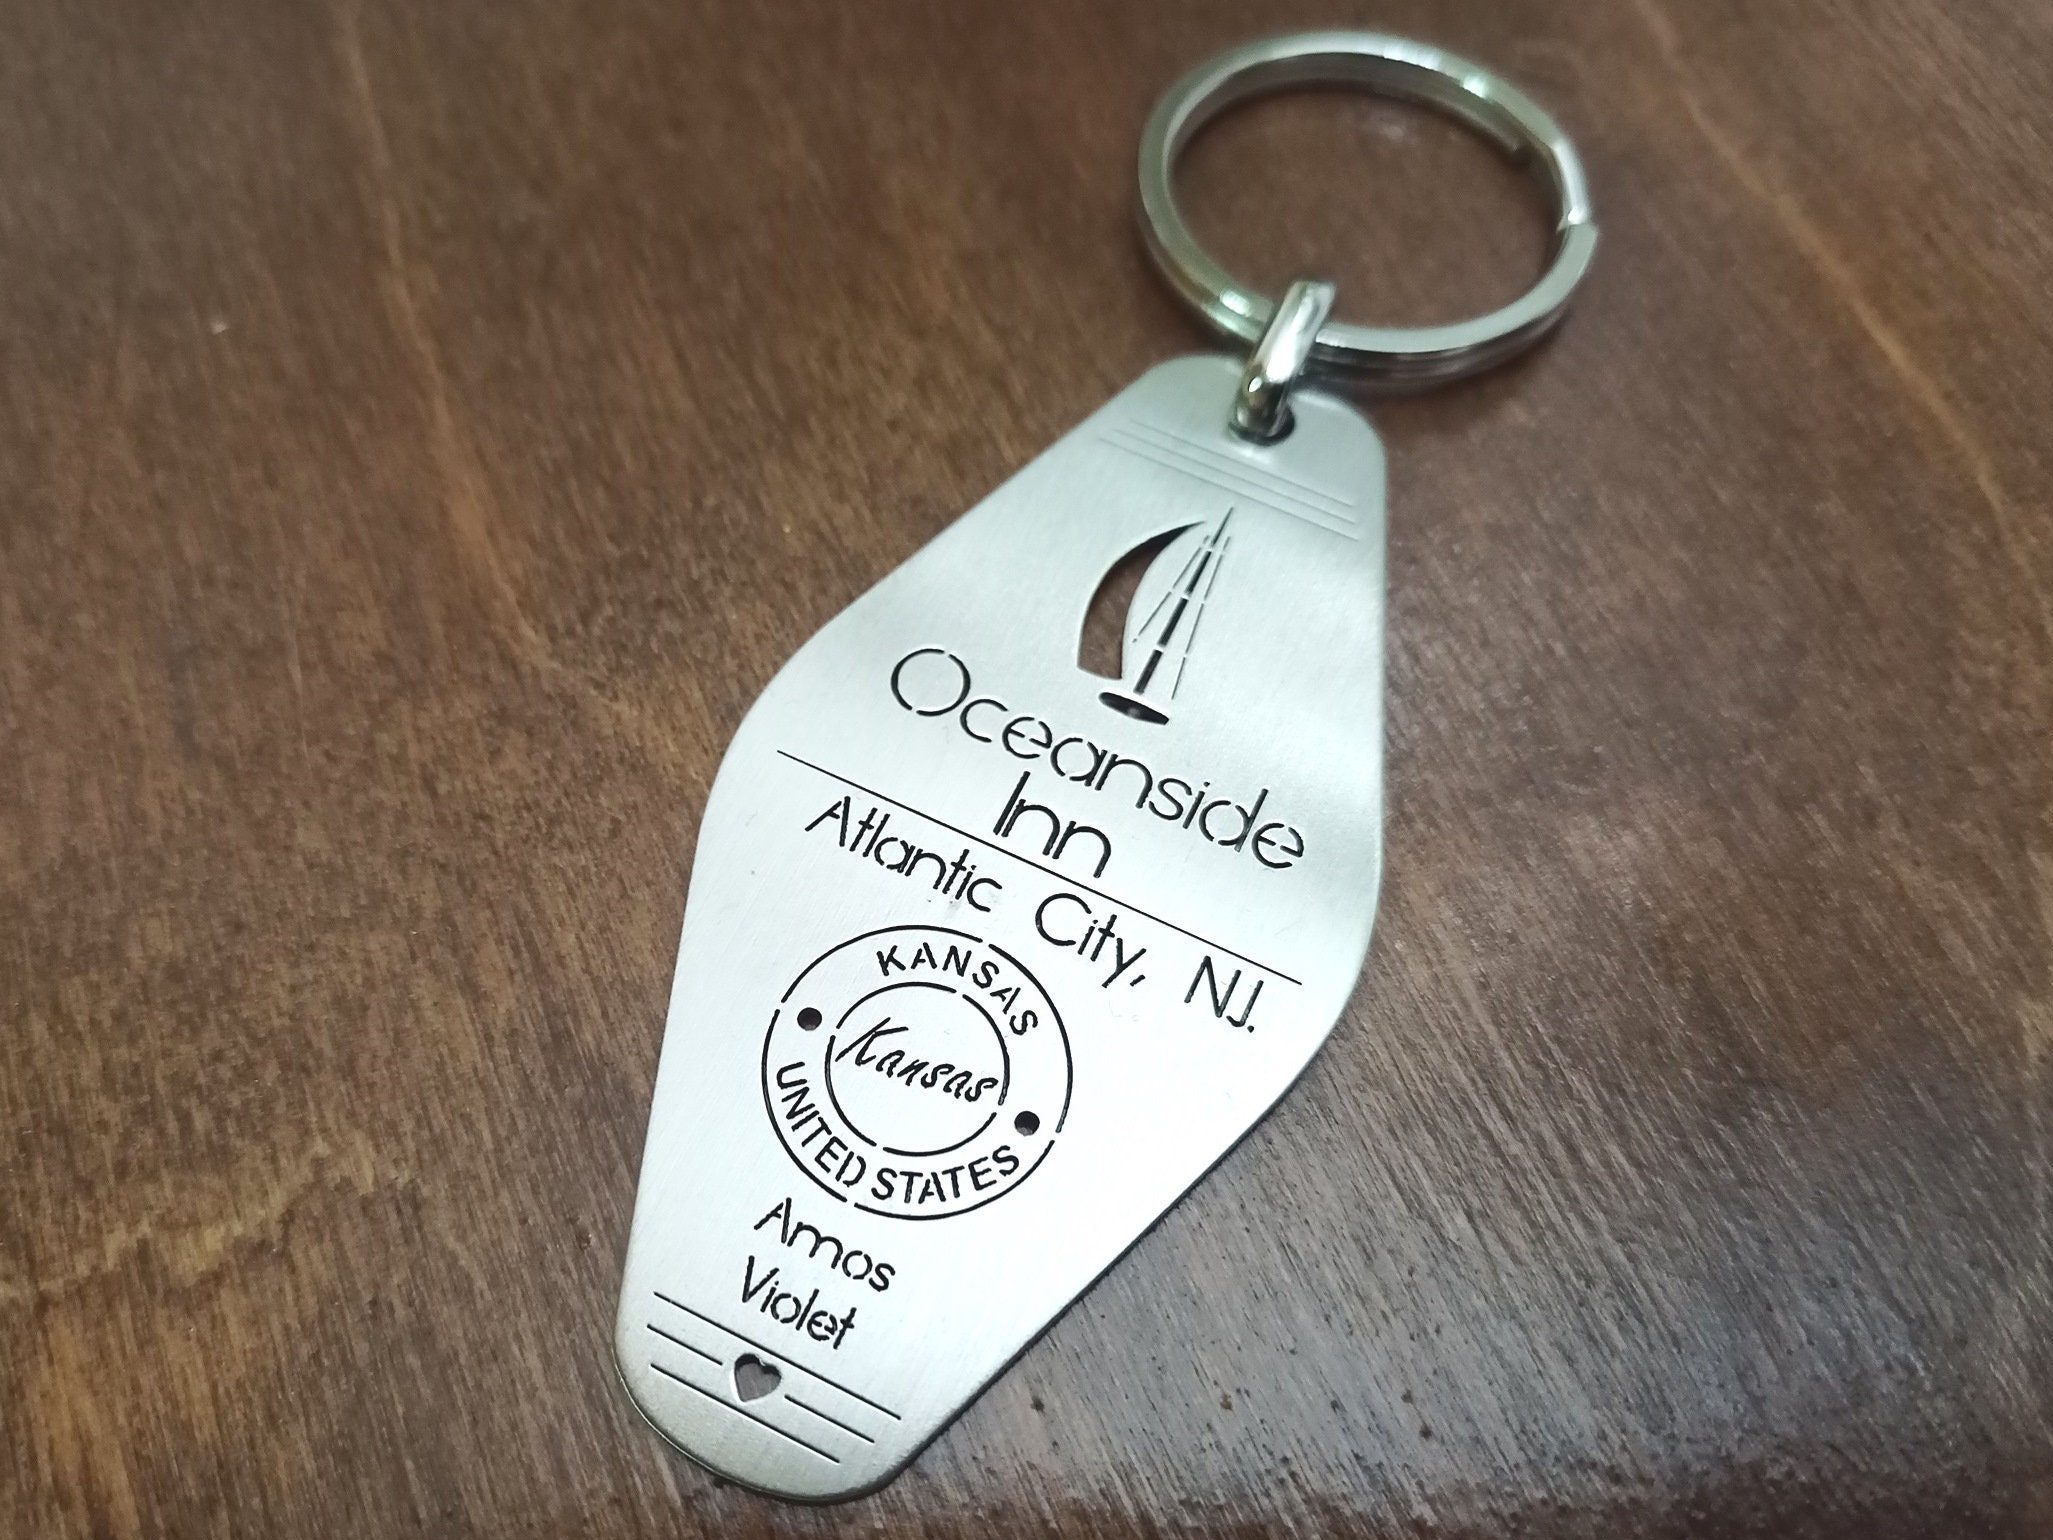 Oceanside
Inn
Atlantic City, NJ.
KANSAS
Kansas
UNITED STATES
Amos
Violet